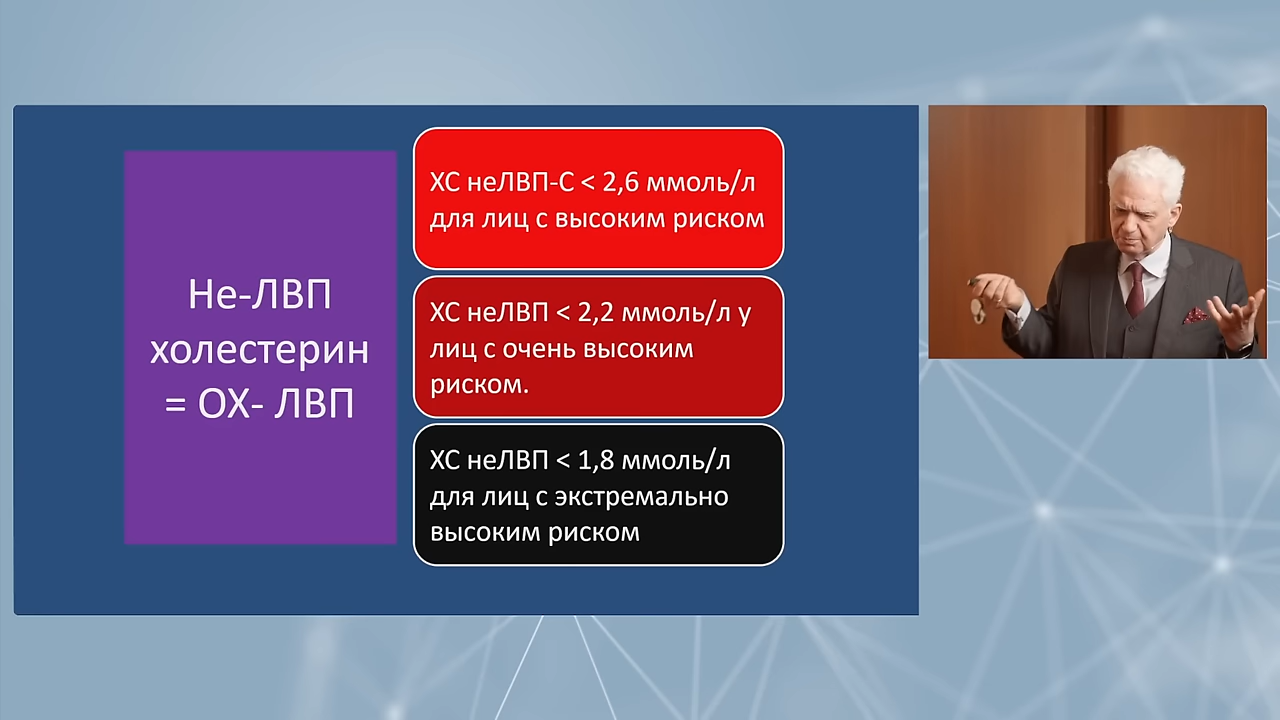 Не-ЛВП
холестерин
= ОХ- ЛВП
ХС неЛВП-С < 2,6 ммоль/л
для лиц с высоким риском
ХС неЛВП < 2,2 ммоль/л у
лиц с очень высоким
риском.
ХС неЛВП < 1,8 ммоль/л
для лиц с экстремально
высоким риском